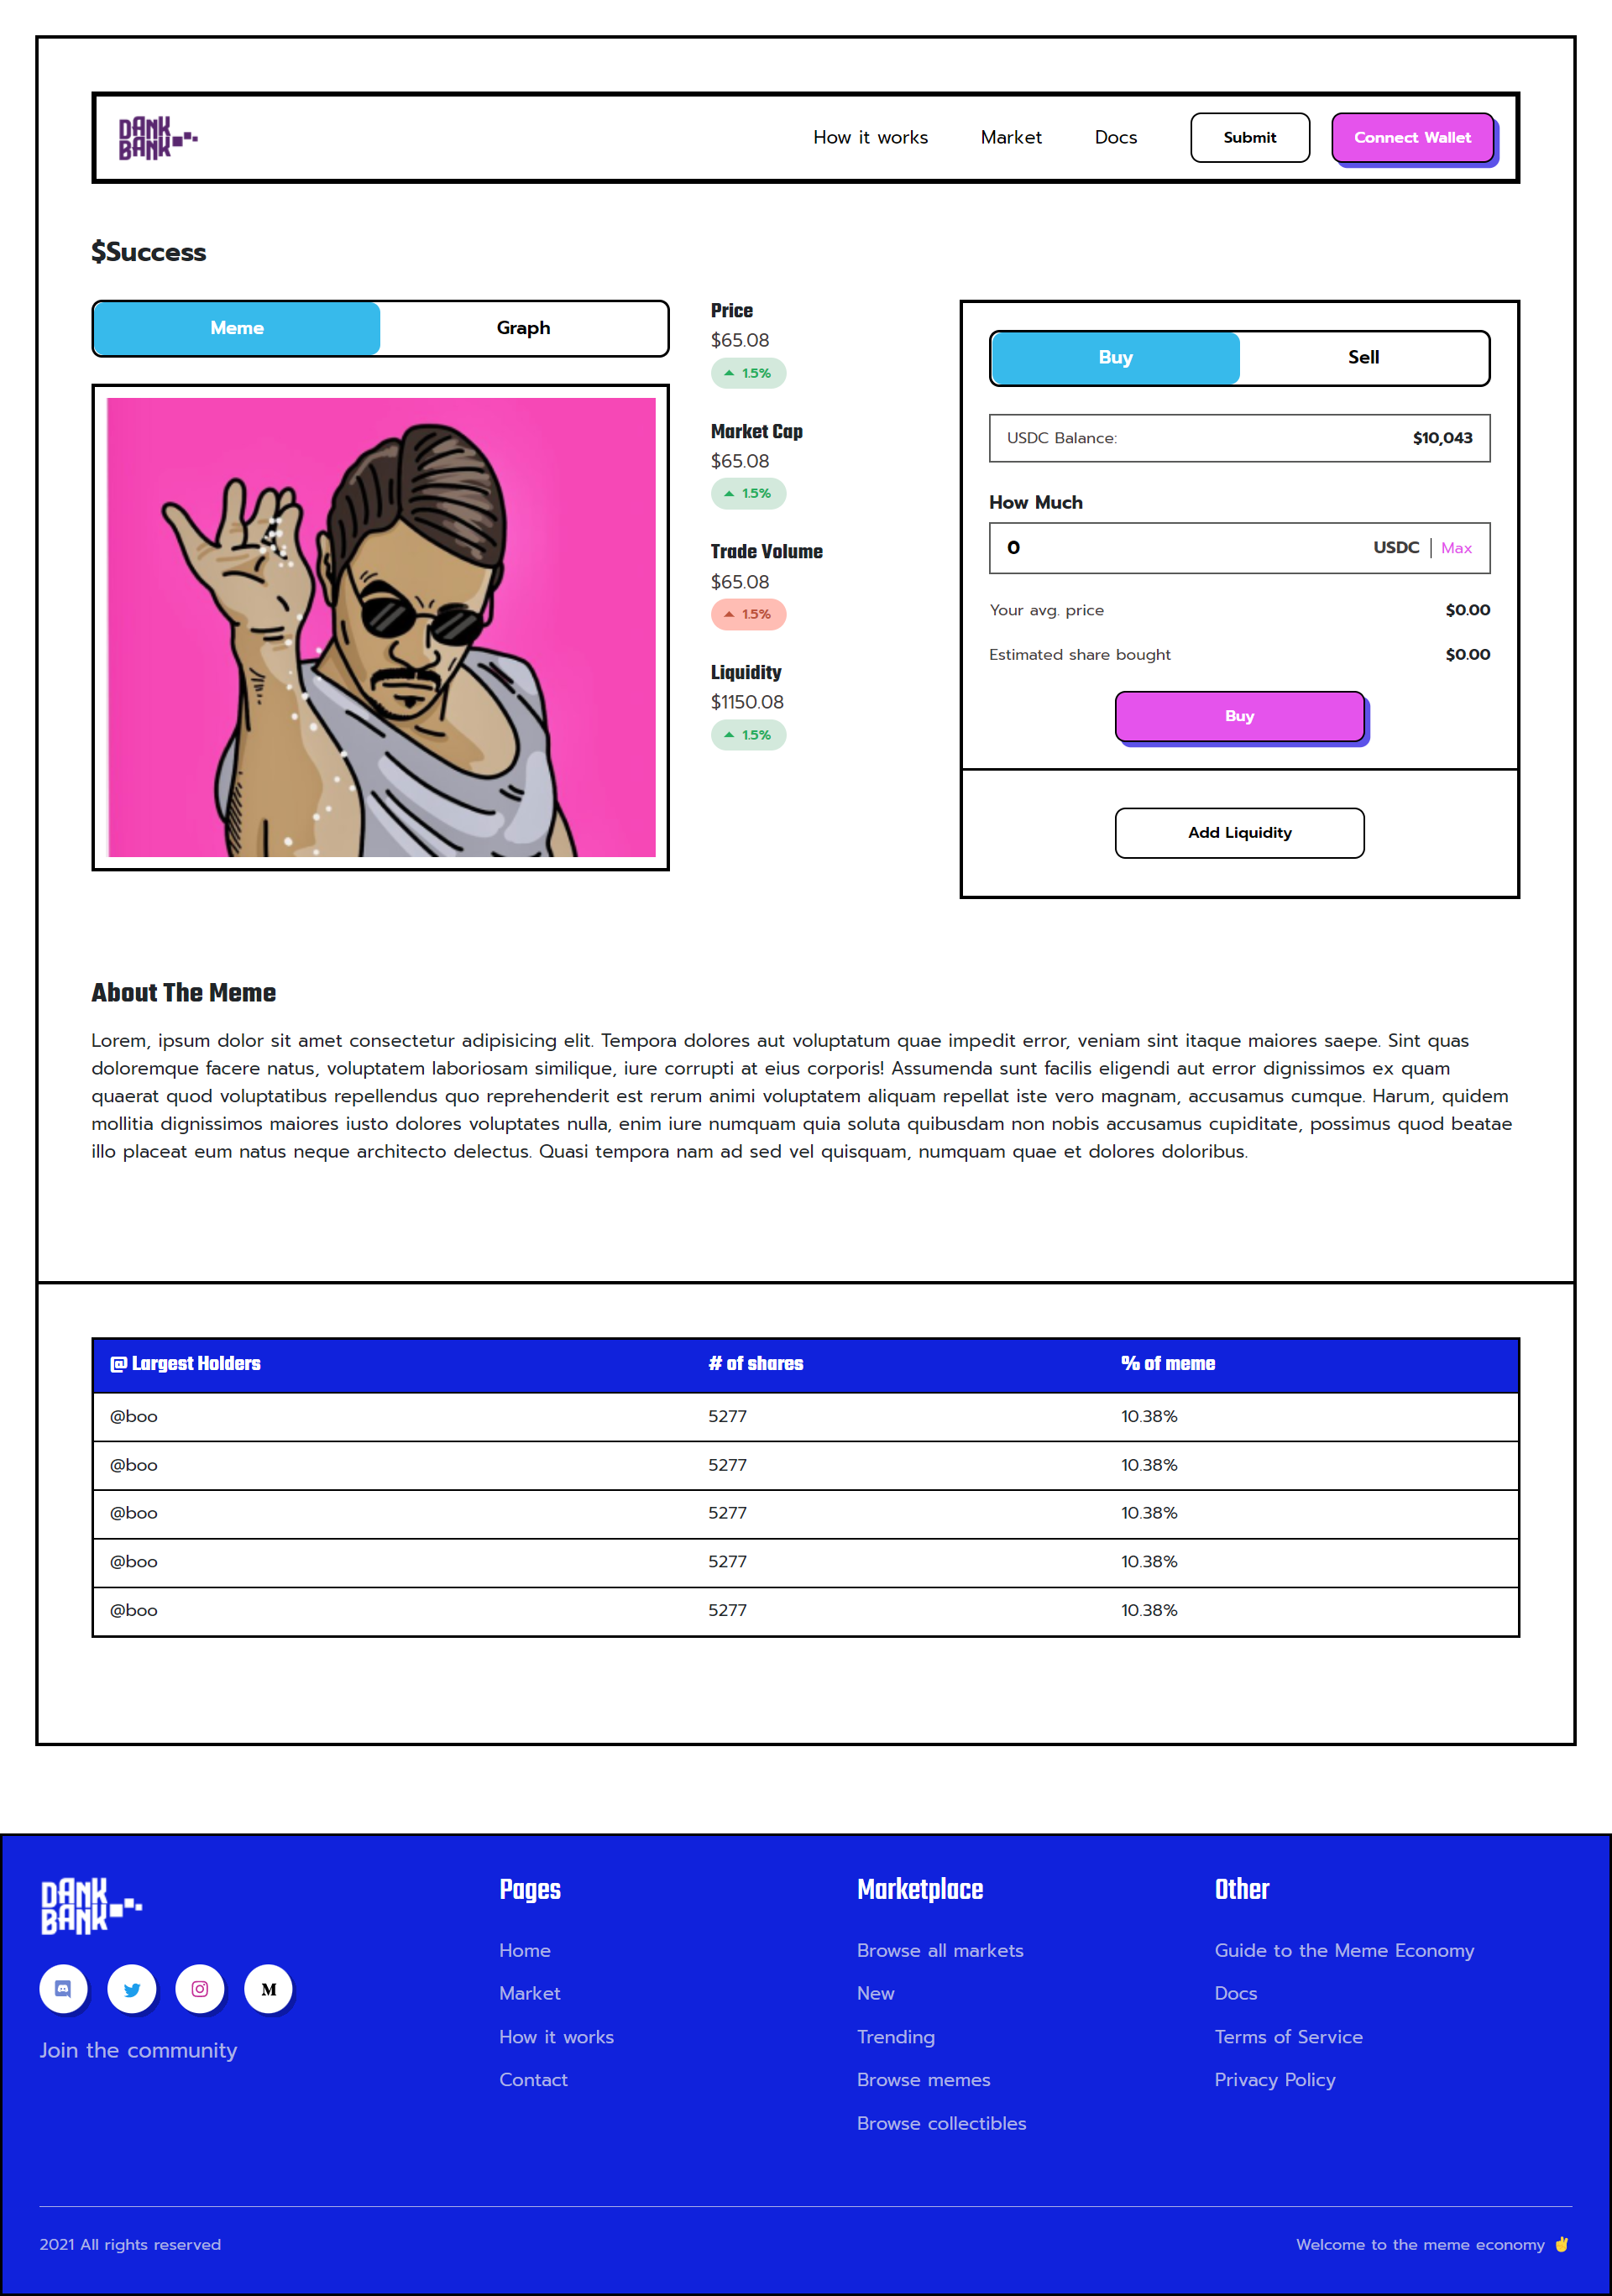 DANK
BANK
How it works
Market
Docs
Submit
Connect Wallet
$Success
Meme
Graph
Price
$65.08
1.5%
Market Cap
$65.08
1.5%
Trade Volume
$65.08
1.5%
Liquidity
$1150.08
1.5%
Buy
Sell
USDC Balance:
$10,043
How Much
0
USDC
Max
Your avg. price
$0.00
Estimated share bought
$0.00
Buy
Add Liquidity
About The Meme
Lorem, ipsum dolor sit amet consectetur adipisicing elit. Tempora dolores aut voluptatum quae impedit error, veniam sint itaque maiores saepe. Sint quas
doloremque facere natus, voluptatem laboriosam similique, iure corrupti at eius corporis! Assumenda sunt facilis eligendi aut error dignissimos ex quam
quaerat quod voluptatibus repellendus quo reprehenderit est rerum animi voluptatem aliquam repellat iste vero magnam, accusamus cumque. Harum, quidem
mollitia dignissimos maiores iusto dolores voluptates nulla, enim iure numquam quia soluta quibusdam non nobis accusamus cupiditate, possimus quod beatae
illo placeat eum natus neque architecto delectus. Quasi tempora nam ad sed vel quisquam, numquam quae et dolores doloribus.
@ Largest Holders # of shares % of meme
@boo 5277 10.38%
@boo 5277 10.38%
@boo 5277 10.38%
@boo 5277 10.38%
@boo 5277 10.38%
DANK
BANK
M
Join the community
Pages
Home
Market
How it works
Contact
Marketplace
Browse all markets
New
Trending
Browse memes
Browse collectibles
Other
Guide to the Meme Economy
Docs
Terms of Service
Privacy Policy
2021 All rights reserved
Welcome to the meme economy ✌️